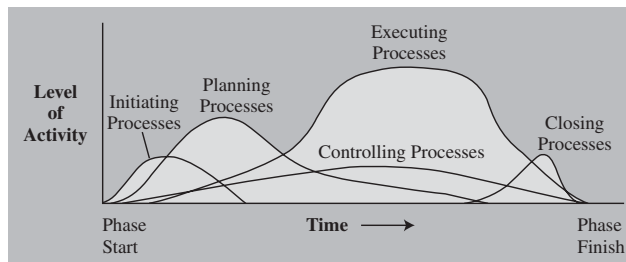 Executing
Processes
Level
of
Activity
Planning
Processes
Initiating
Processes
Closing
Processes
Controlling Processes
Phase
Start
Time
Phase
Finish